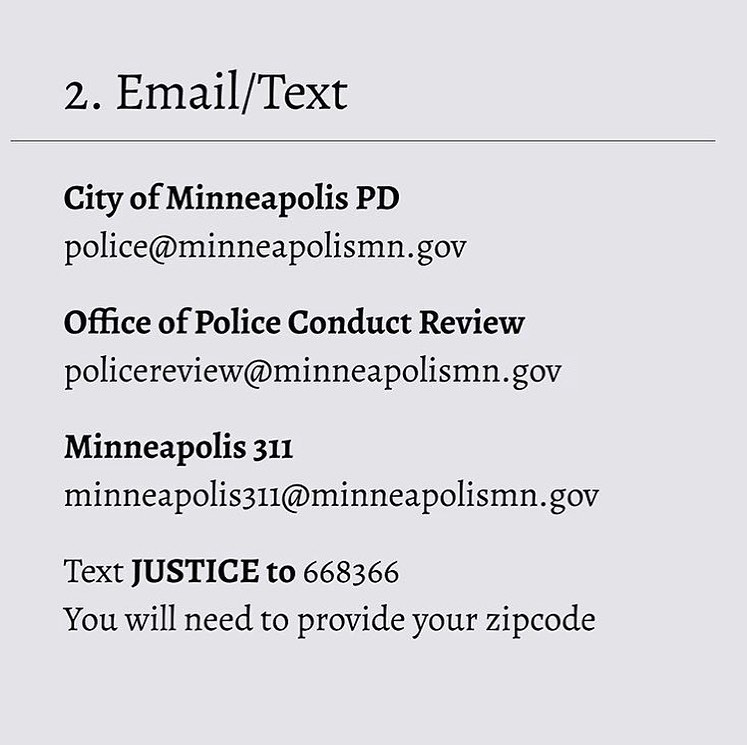 2. Email/Text
City of Minneapolis PD
police@minneapolismn.gov
Office of Police Conduct Review
policereview@minneapolismn.gov
Minneapolis 311
minneapolis311@minneapolismn.gov
Text JUSTICE to 668366
You will need to provide your zipcode